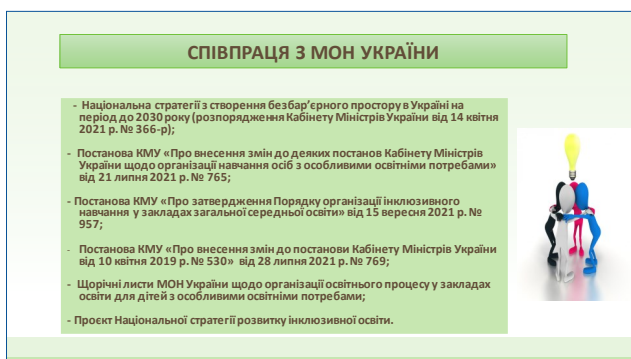 СПІВПРАЦЯ З МОН УКРАЇНИ
- Національна стратегії з створення безбар’єрного простору в Україні на
період до 2030 року (розпорядження Кабінету Міністрів України від 14 квітня
2021 р. № 366-р);
- Постанова КМУ «Про внесення змін до деяких постанов Кабінету Міністрів
України щодо організації навчання осіб з особливими освітніми потребами»
від 21 липня 2021 р. № 765;
- Постанова КМУ «Про затвердження Порядку організації інклюзивного
навчання у закладах загальної середньої освіти» від 15 вересня 2021 р. №
957;
- Постанова КМУ «Про внесення змін до постанови Кабінету Міністрів України
від 10 квітня 2019 р. № 530» від 28 липня 2021 р. № 769;
- Щорічні листи МОН України щодо організації освітнього процесу у закладах
освіти для дітей з особливими освітніми потребами;
- Проєкт Національної стратегії розвитку інклюзивної освіти.